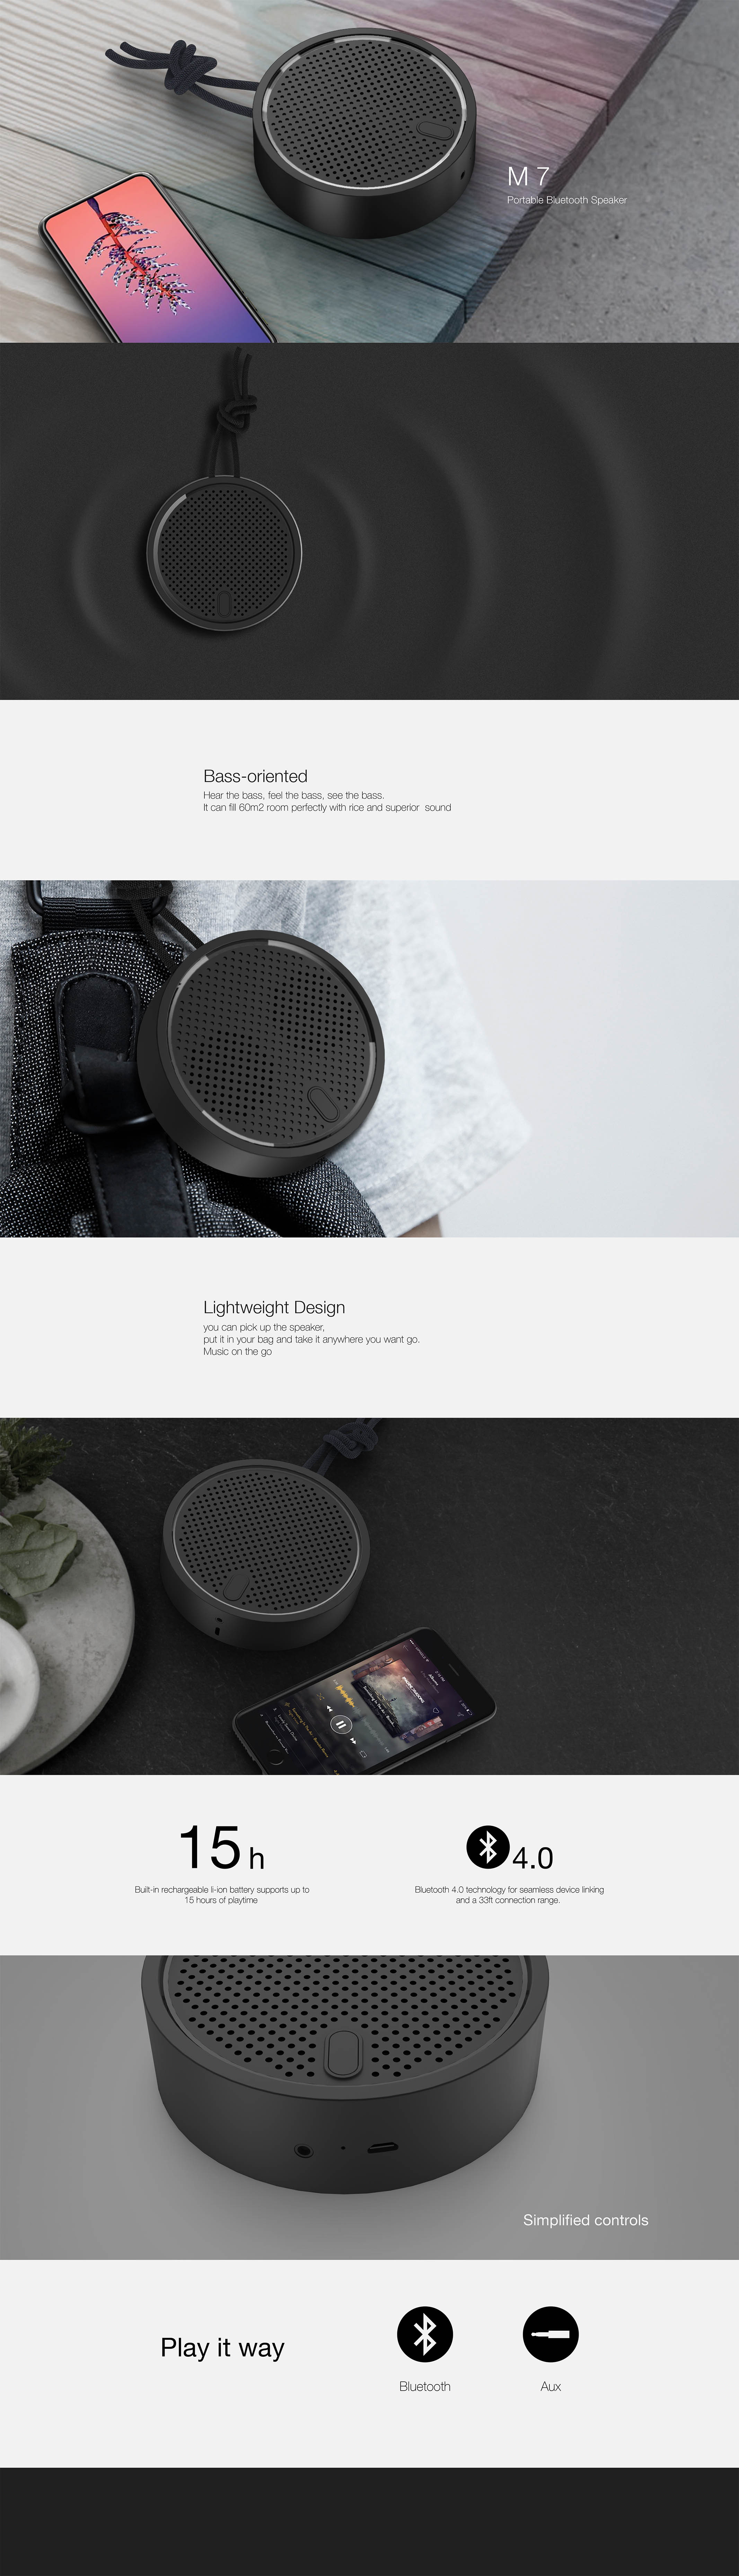 M 7
Portable Bluetooth Speaker
Bass-oriented
Hear the bass, feel the bass, see the bass.
It can fill 60m2 room perfectly with rice and superior sound
Lightweight Design
you can pick up the speaker,
put it in your bag and take it anywhere you want go.
Music on the go
15 h
Built-in rechargeable li-ion battery supports up to
15 hours of playtime
4.0
Bluetooth 4.0 technology for seamless device linking
and a 33ft connection range.
Simplified controls
Play it way
Bluetooth
Aux